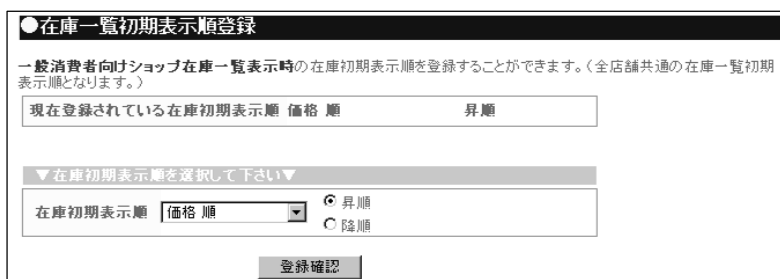 ●在庫一覧初期表示順登録
一般消費者向けショップ在庫一覧表示時の在庫初期表示順を登録することができます。（全店舗共通の在庫一覧初期
表示順となります。）
現在登録されている在庫初期表示順 価格 順 昇順
▼在庫初期表示順を選択して下さい▼
在庫初期表示順 価格 順 昇順
降順
登録確認